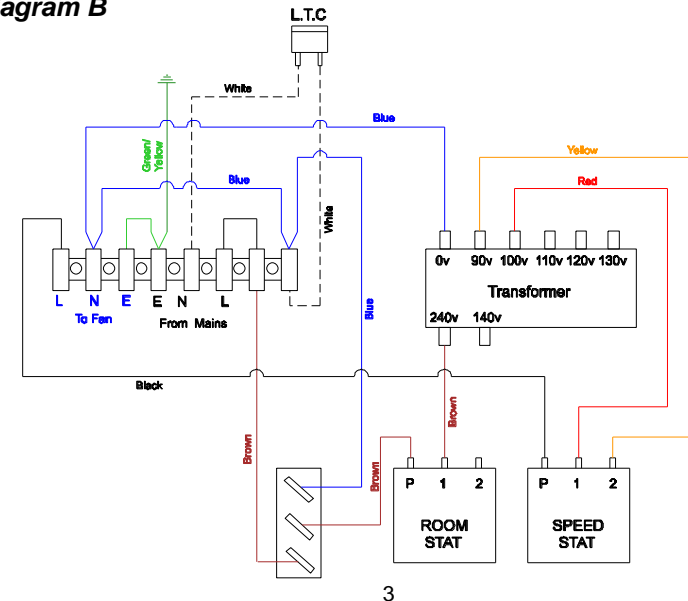 agram B
L.T.C
White
Blue
Green/
Yellow
Blue
White
Yellow
Red
0v 90v 100v 110v 120v 130v
Transformer
240v 140v
L N E E N L
To Fan
From Mains
Blue
Black
Brown
Brown
Brown
P 1 2
ROOM
STAT
P 1 2
SPEED
STAT
3